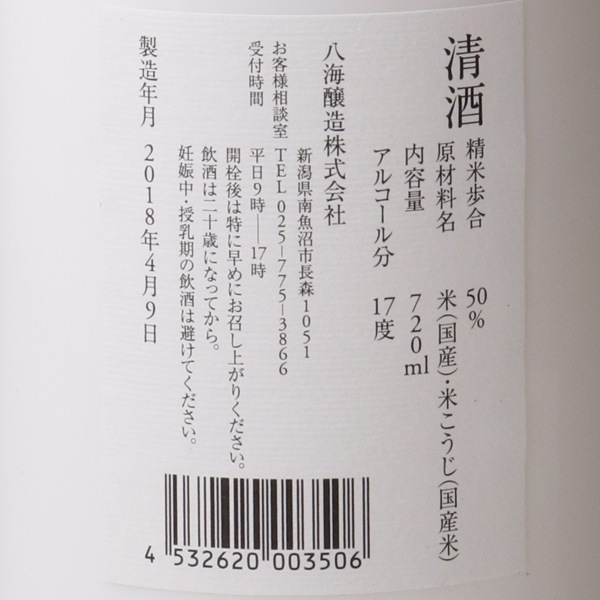 清酒
精米歩合 50%
原材料名 米(国産)・米こうじ(国産米)
内容量 720ml
アルコール分 17度
八海醸造株式会社
新潟県南魚沼市長森1051
お客様相談室 TEL 025-775-3866
受付時間 平日9時―17時
開栓後は特に早めにお召し上がりください。
飲酒は二十歳になってから。
妊娠中・授乳期の飲酒は避けてください。
製造年月 2018年4月9日
4 532620 003506